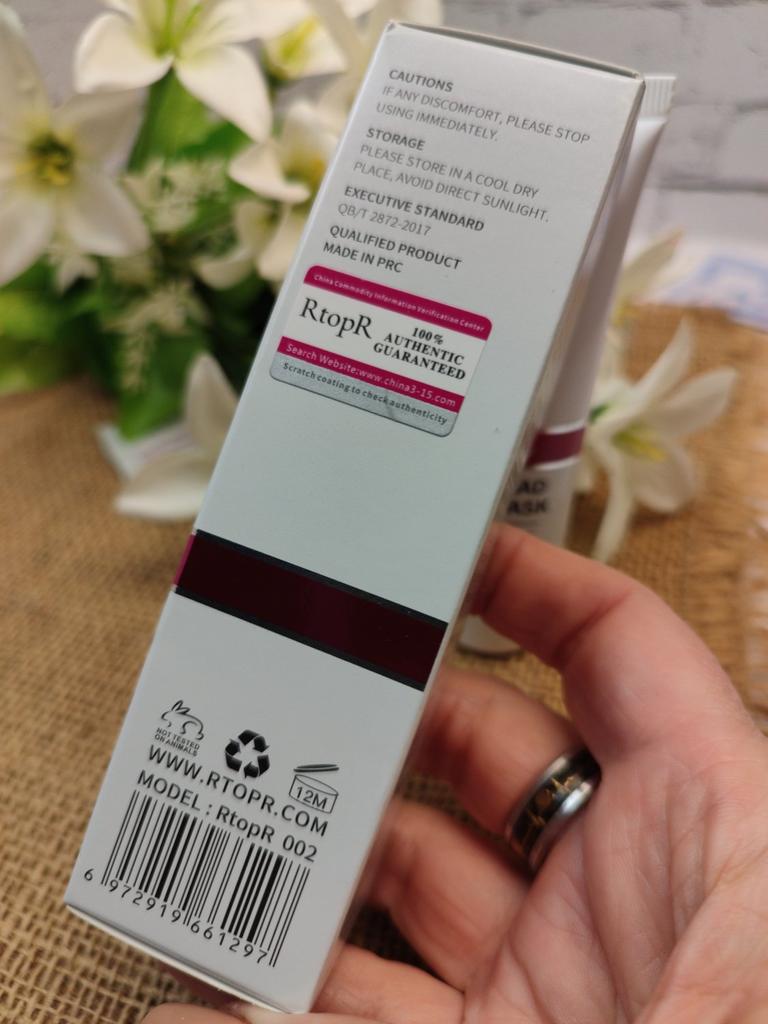 CAUTIONS
IF ANY DISCOMFORT, PLEASE STOP
USING IMMEDIATELY.
STORAGE
PLEASE STORE IN A COOL DRY
PLACE, AVOID DIRECT SUNLIGHT.
EXECUTIVE STANDARD
QB/T 2872-2017
QUALIFIED PRODUCT
MADE IN PRC
China Commodity Information Verification Center
RtopR
100%
AUTHENTIC
GUARANTEED
Search Website:www.china3-15.com
Scratch coating to check authenticity
AD
ASK
NOT TESTED
ON ANIMALS
12M
WWW.RTOPR.COM
MODEL : RtopR 002
6 972919 661297